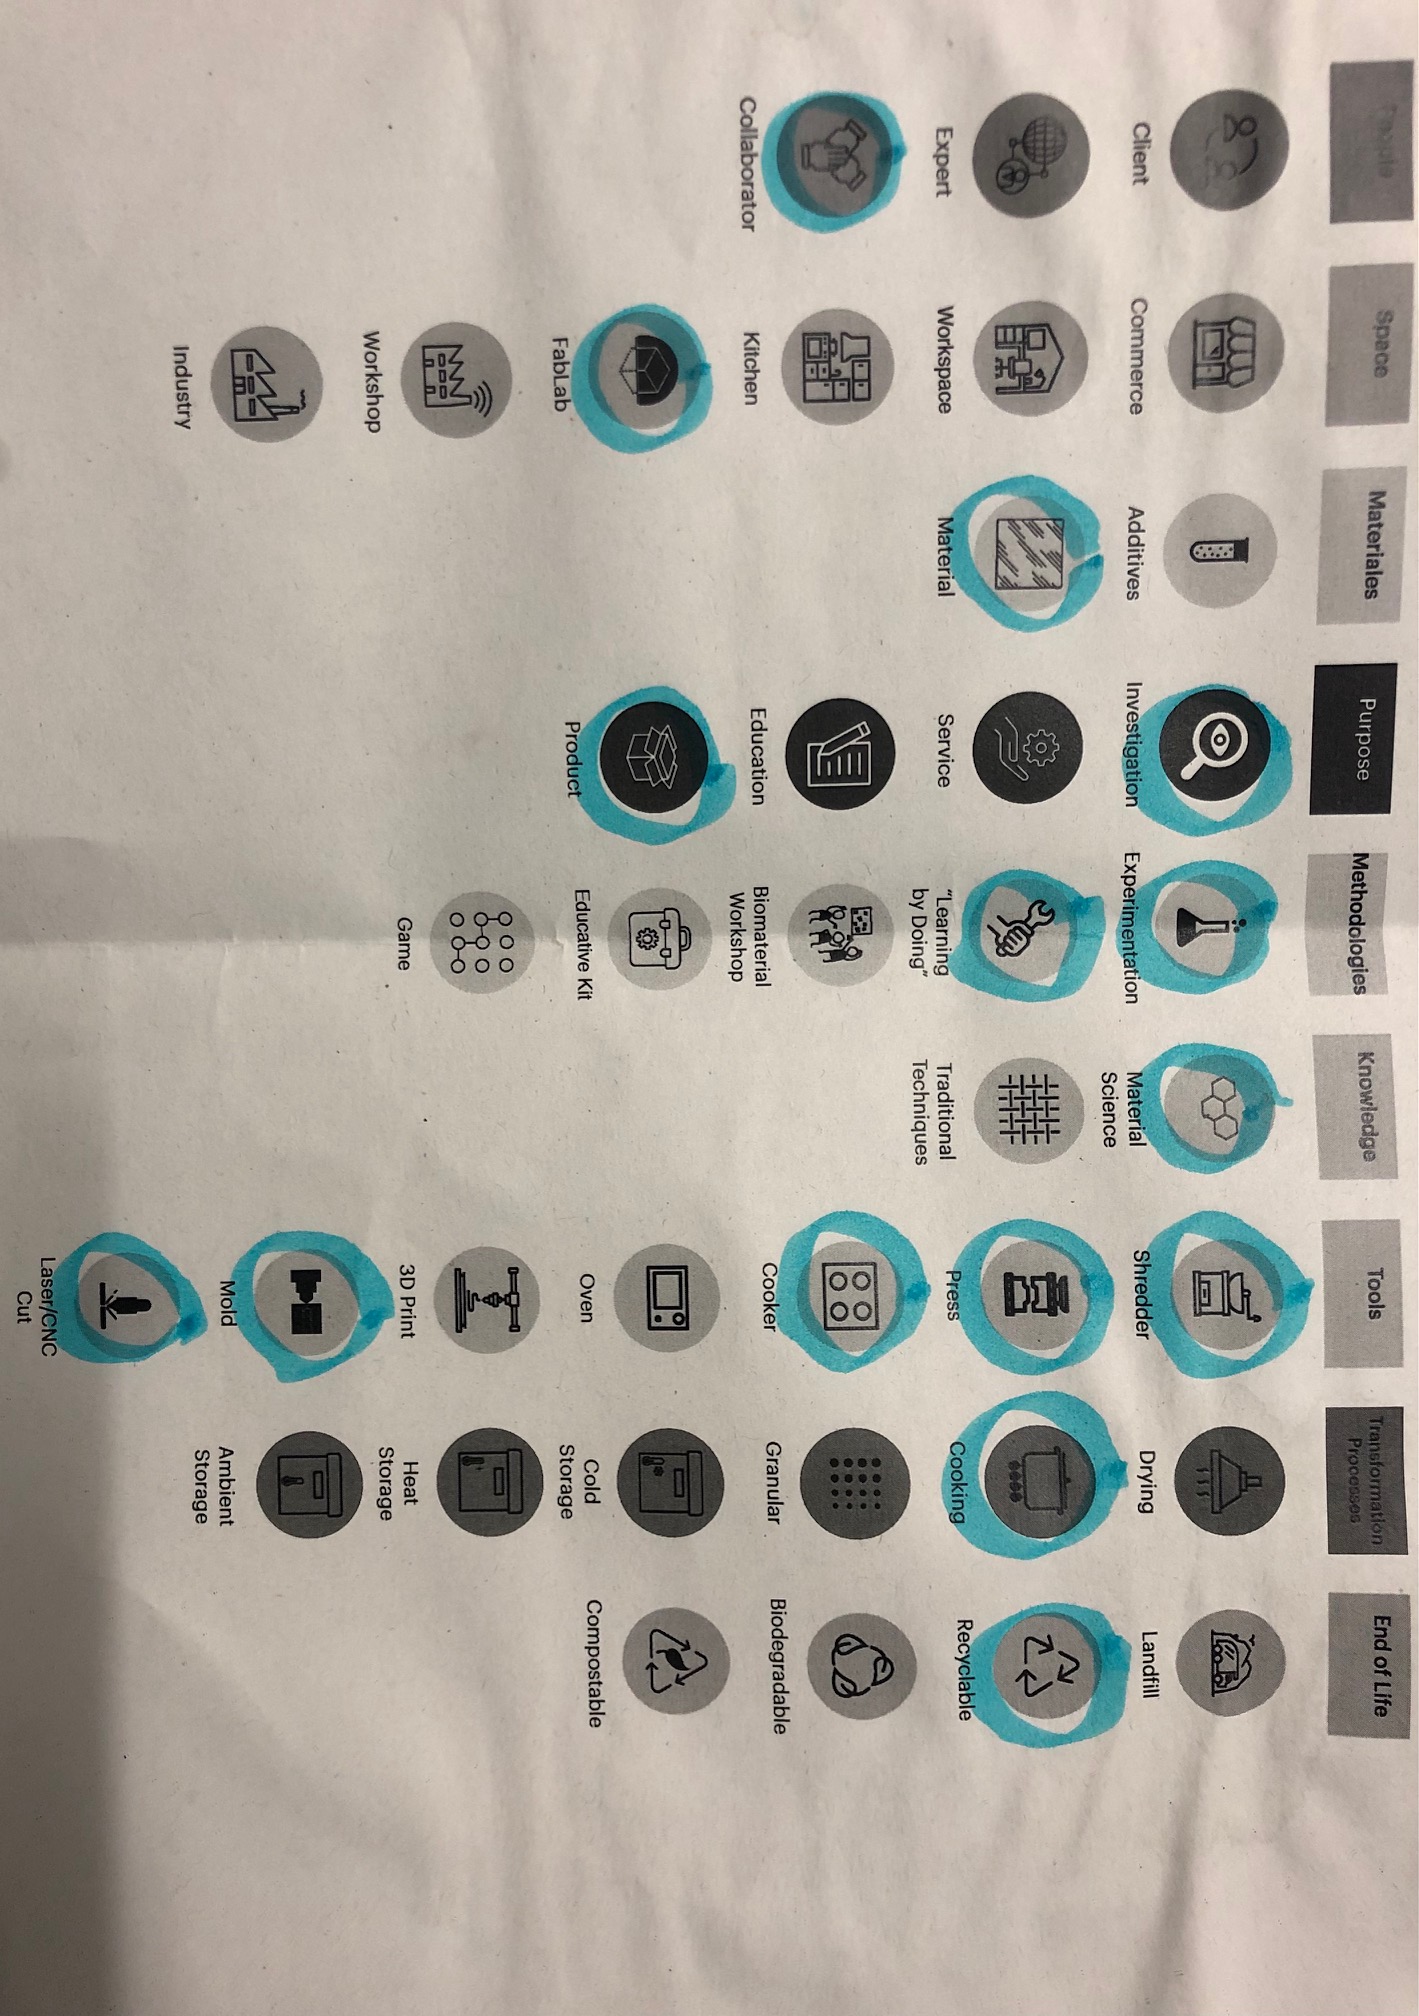 People
Space
Materiales
Purpose
Methodologies
Knowledge
Tools
Transformation
Processes
End of Life
Client
Commerce
Additives
Investigation
Experimentation
Material
Science
Shredder
Drying
Landfill
Expert
Workspace
Material
Service
“Learning
by Doing”
Traditional
Techniques
Press
Cooking
Recyclable
Collaborator
Kitchen
Education
Biomaterial
Workshop
Cooker
Granular
Biodegradable
FabLab
Product
Educative Kit
Oven
Cold
Storage
Compostable
Workshop
Game
3D Print
Heat
Storage
Industry
Mold
Ambient
Storage
Laser/CNC
Cut